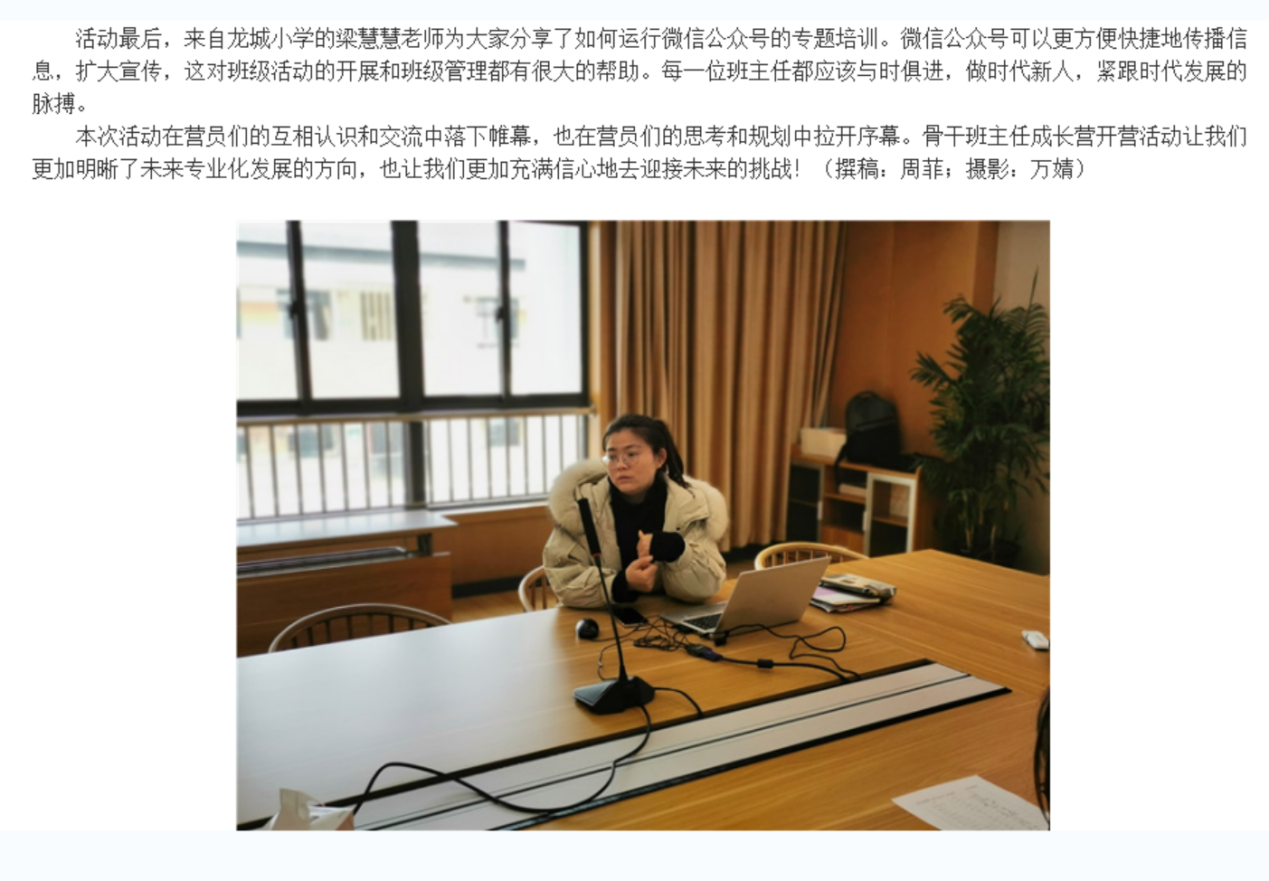 活动最后，来自龙城小学的梁慧慧老师为大家分享了如何运行微信公众号的专题培训。微信公众号可以更方便快捷地传播信
息，扩大宣传，这对班级活动的开展和班级管理都有很大的帮助。每一位班主任都应该与时俱进，做时代新人，紧跟时代发展的
脉搏。
本次活动在营员们的互相认识和交流中落下帷幕，也在营员们的思考和规划中拉开序幕。骨干班主任成长营开营活动让我们
更加明晰了未来专业化发展的方向，也让我们更加充满信心地去迎接未来的挑战！（撰稿：周菲；摄影：万婧）